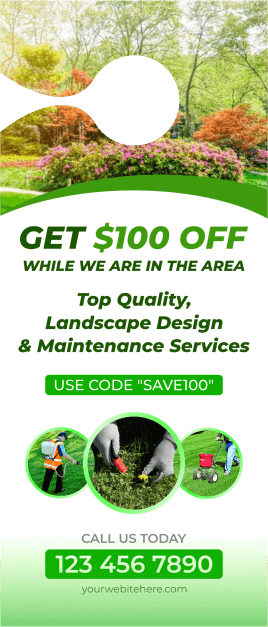 GET $100 OFF
WHILE WE ARE IN THE AREA
Top Quality,
Landscape Design
& Maintenance Services
USE CODE "SAVE100"
CALL US TODAY
123 456 7890
yourwebitehere.com